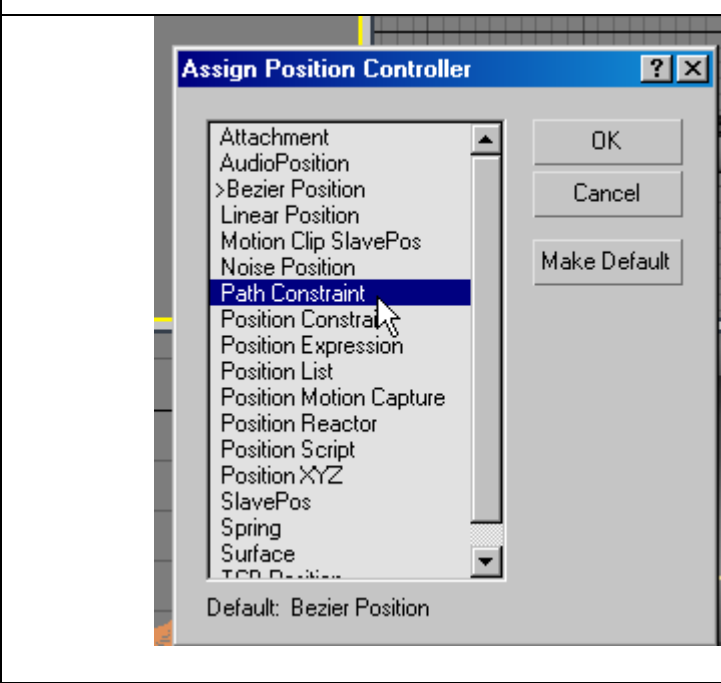 Assign Position Controller
Attachment
AudioPosition
>Bezier Position
Linear Position
Motion Clip SlavePos
Noise Position
Path Constraint
Position Constrai
Position Expression
Position List
Position Motion Capture
Position Reactor
Position Script
Position XYZ
SlavePos
Spring
Surface
OK
Cancel
Make Default
Default: Bezier Position